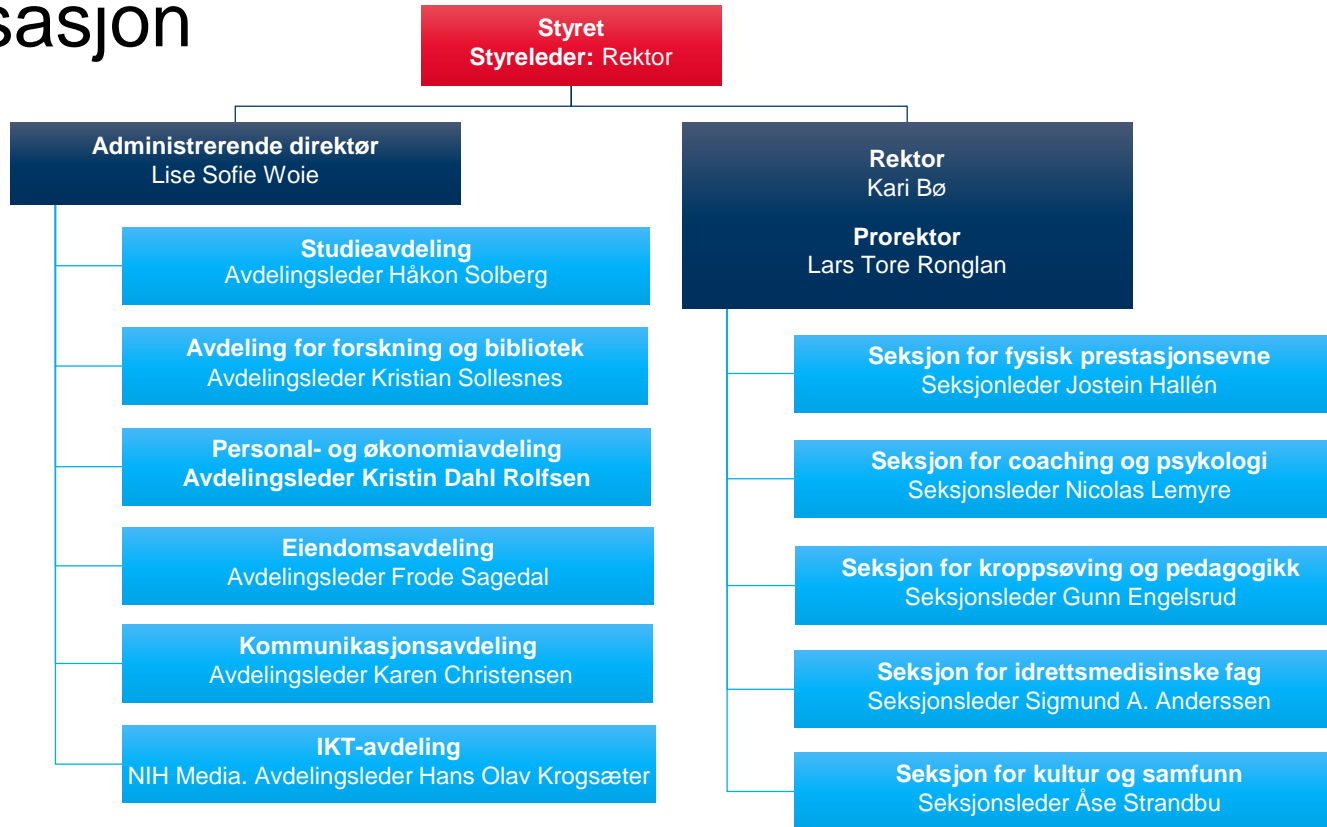 sasjon
Styret
Styreleder: Rektor
Administrerende direktør
Lise Sofie Woie
Studieavdeling
Avdelingsleder Håkon Solberg
Avdeling for forskning og bibliotek
Avdelingsleder Kristian Sollesnes
Personal- og økonomiavdeling
Avdelingsleder Kristin Dahl Rolfsen
Eiendomsavdeling
Avdelingsleder Frode Sagedal
Kommunikasjonsavdeling
Avdelingsleder Karen Christensen
IKT-avdeling
NIH Media. Avdelingsleder Hans Olav Krogsæter
Rektor
Kari Bø
Prorektor
Lars Tore Ronglan
Seksjon for fysisk prestasjonsevne
Seksjonleder Jostein Hallén
Seksjon for coaching og psykologi
Seksjonsleder Nicolas Lemyre
Seksjon for kroppsøving og pedagogikk
Seksjonsleder Gunn Engelsrud
Seksjon for idrettsmedisinske fag
Seksjonsleder Sigmund A. Anderssen
Seksjon for kultur og samfunn
Seksjonsleder Åse Strandbu